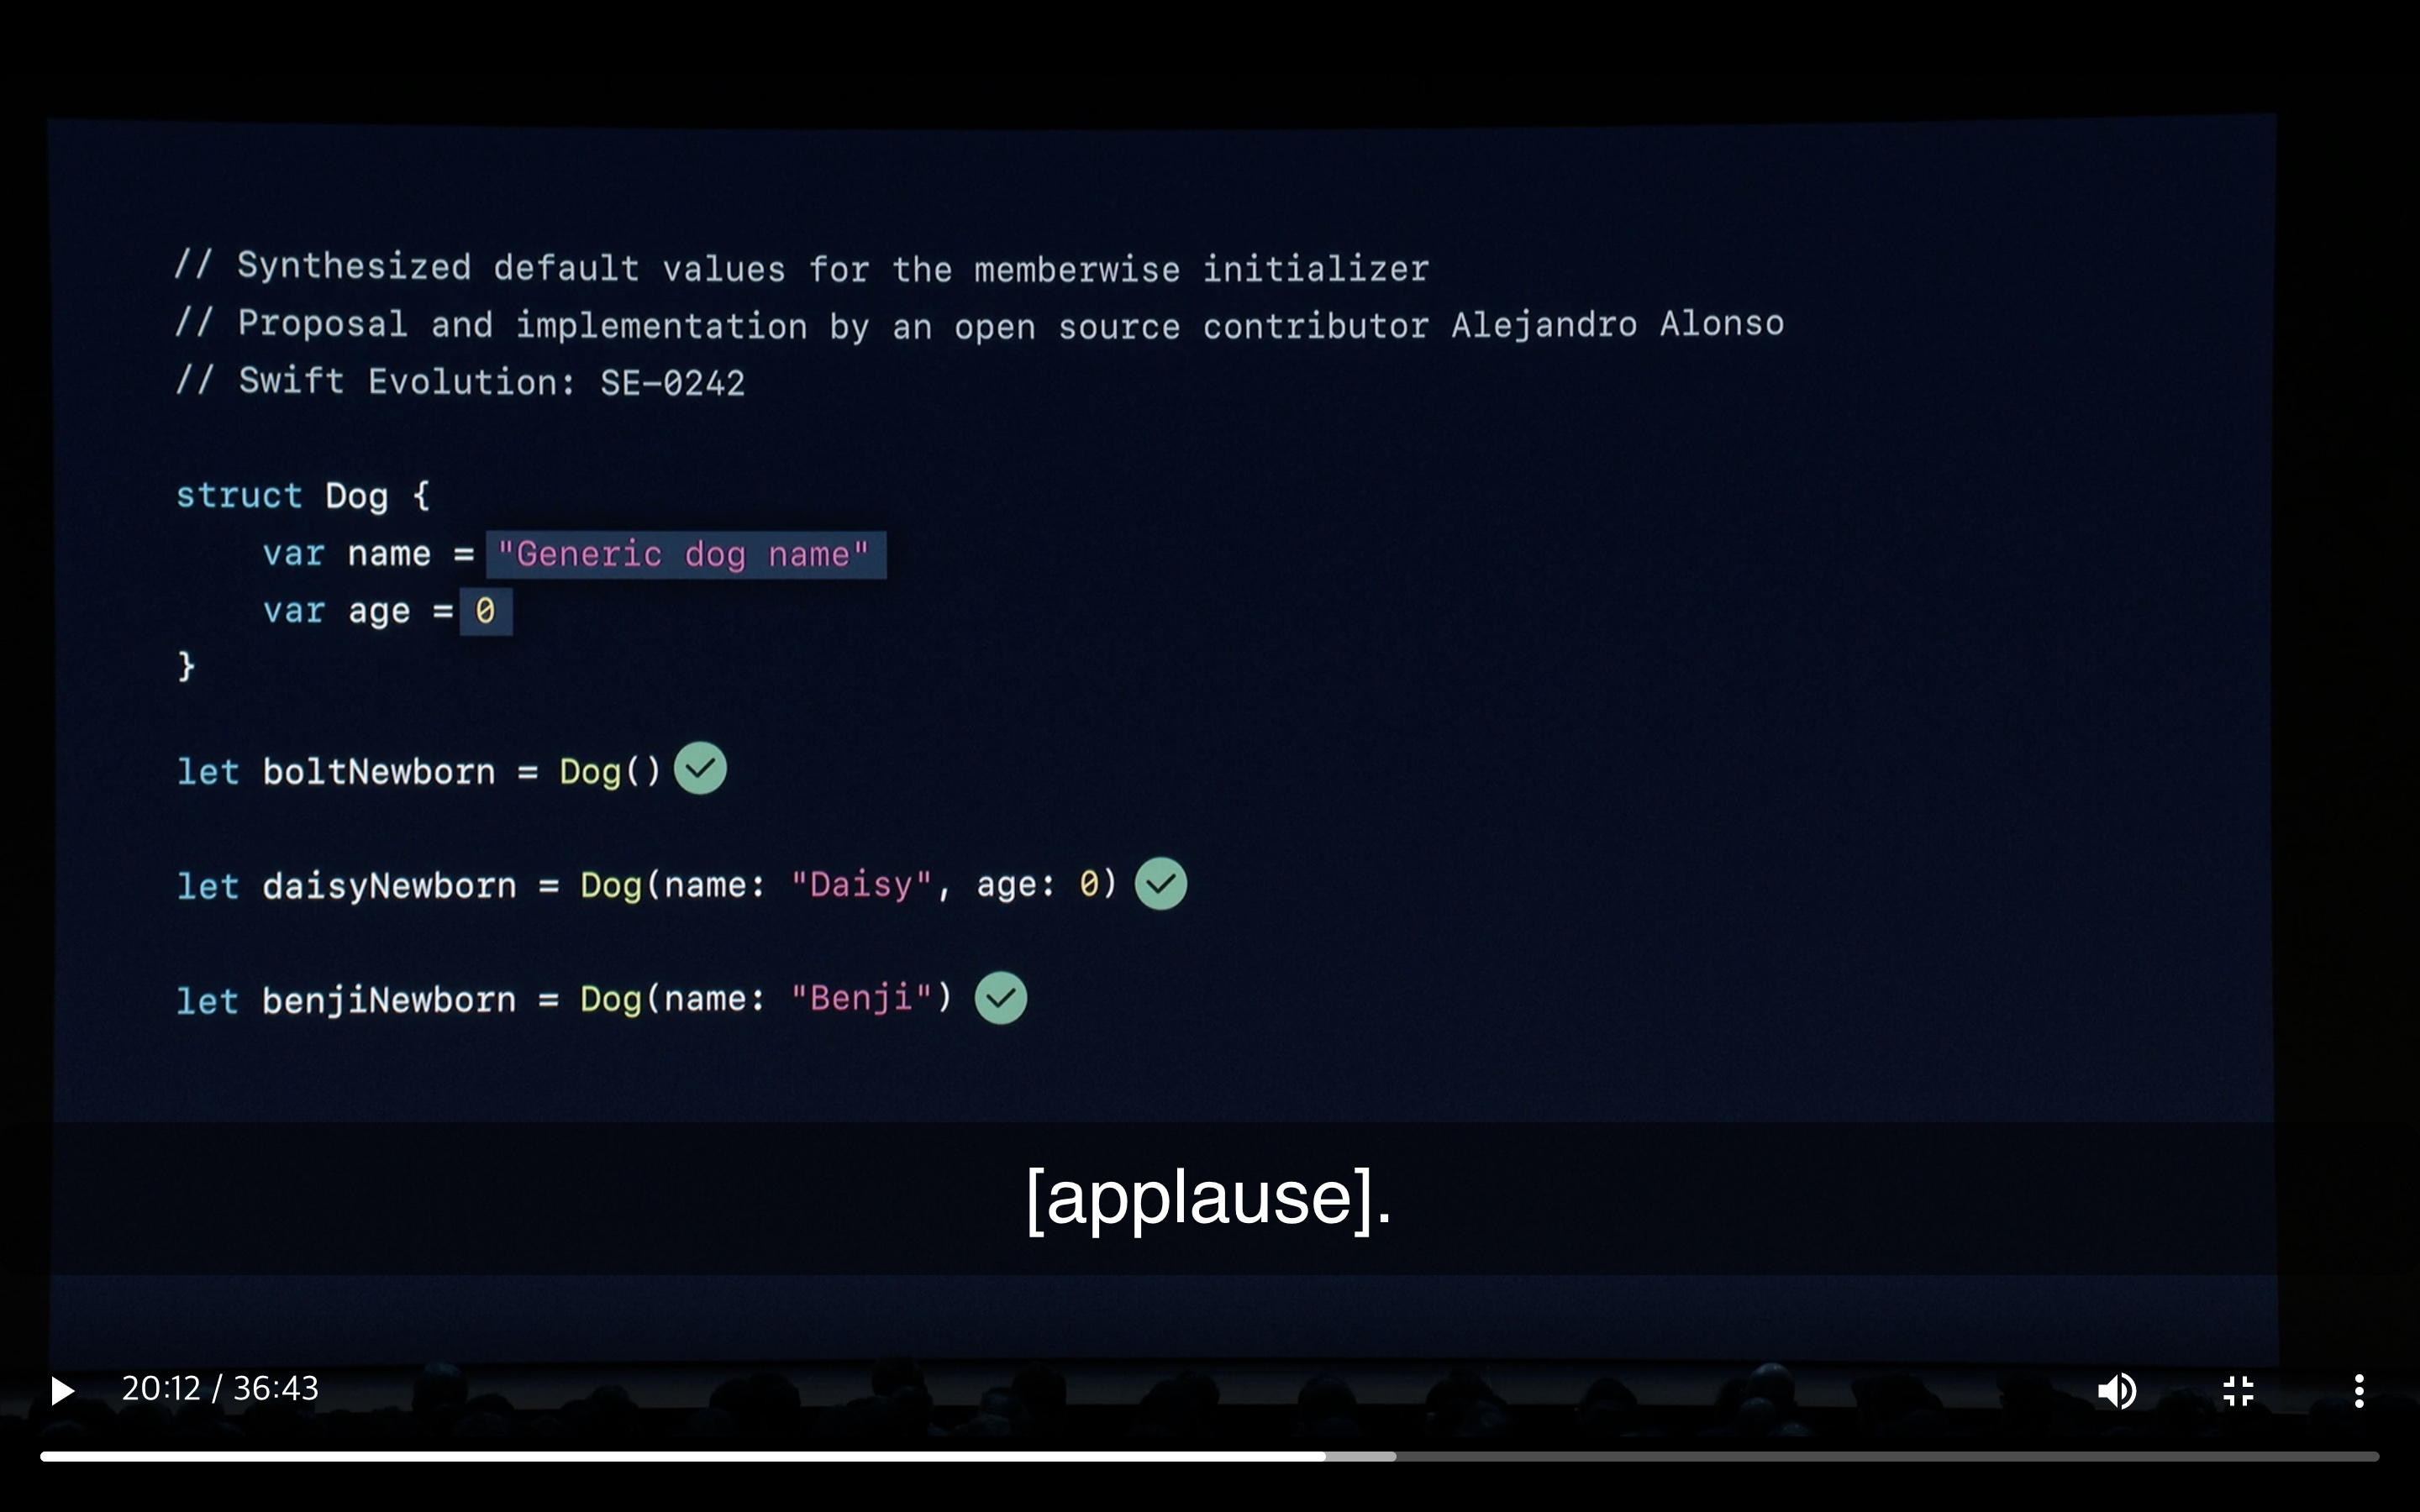 // Synthesized default values for the memberwise initializer
// Proposal and implementation by an open source contributor Alejandro Alonso
// Swift Evolution: SE-0242
struct Dog {
    var name = "Generic dog name"
    var age = 0
}
let boltNewborn = Dog()
let daisyNewborn = Dog(name: "Daisy", age: 0)
let benjiNewborn = Dog(name: "Benji")
[applause].
20:12 / 36:43